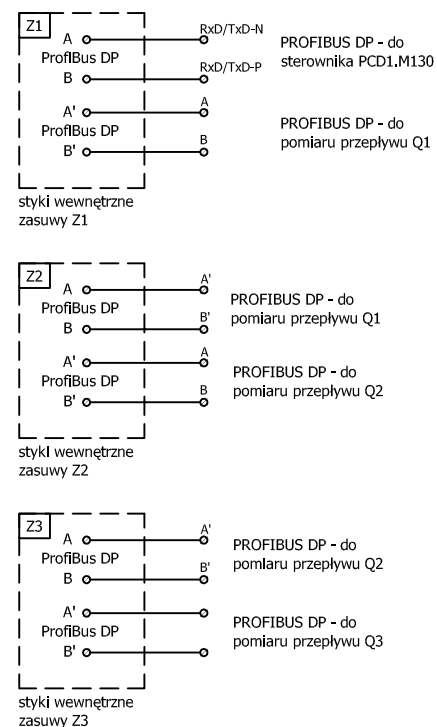 Z1
A
RxD/TxD-N
ProfiBus DP
B
RxD/TxD-P
PROFIBUS DP - do
sterownika PCD1.M130
A'
A
ProfiBus DP
B'
B
PROFIBUS DP - do
pomiaru przepływu Q1
styki wewnętrzne
zasuwy Z1
Z2
A
A'
ProfiBus DP
B
B'
PROFIBUS DP - do
pomiaru przepływu Q1
A'
A
ProfiBus DP
B'
B
PROFIBUS DP - do
pomiaru przepływu Q2
styki wewnętrzne
zasuwy Z2
Z3
A
A'
ProfiBus DP
B
B'
PROFIBUS DP - do
pomiaru przepływu Q2
A'
ProfiBus DP
B'
PROFIBUS DP - do
pomiaru przepływu Q3
styki wewnętrzne
zasuwy Z3